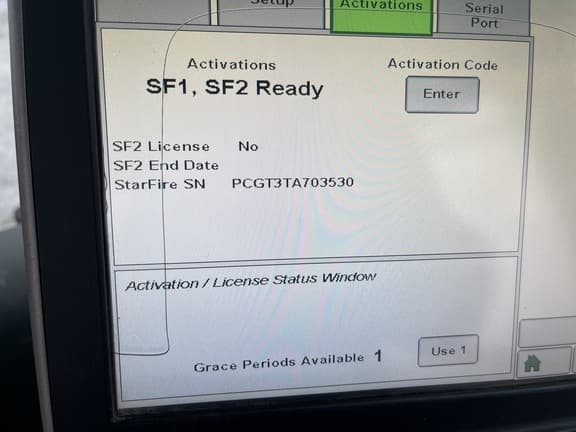 Setup
Activations
Serial
Port
Activations
SF1, SF2 Ready
Activation Code
Enter
SF2 License No
SF2 End Date
StarFire SN PCGT3TA703530
Activation / License Status Window
Grace Periods Available 1
Use 1